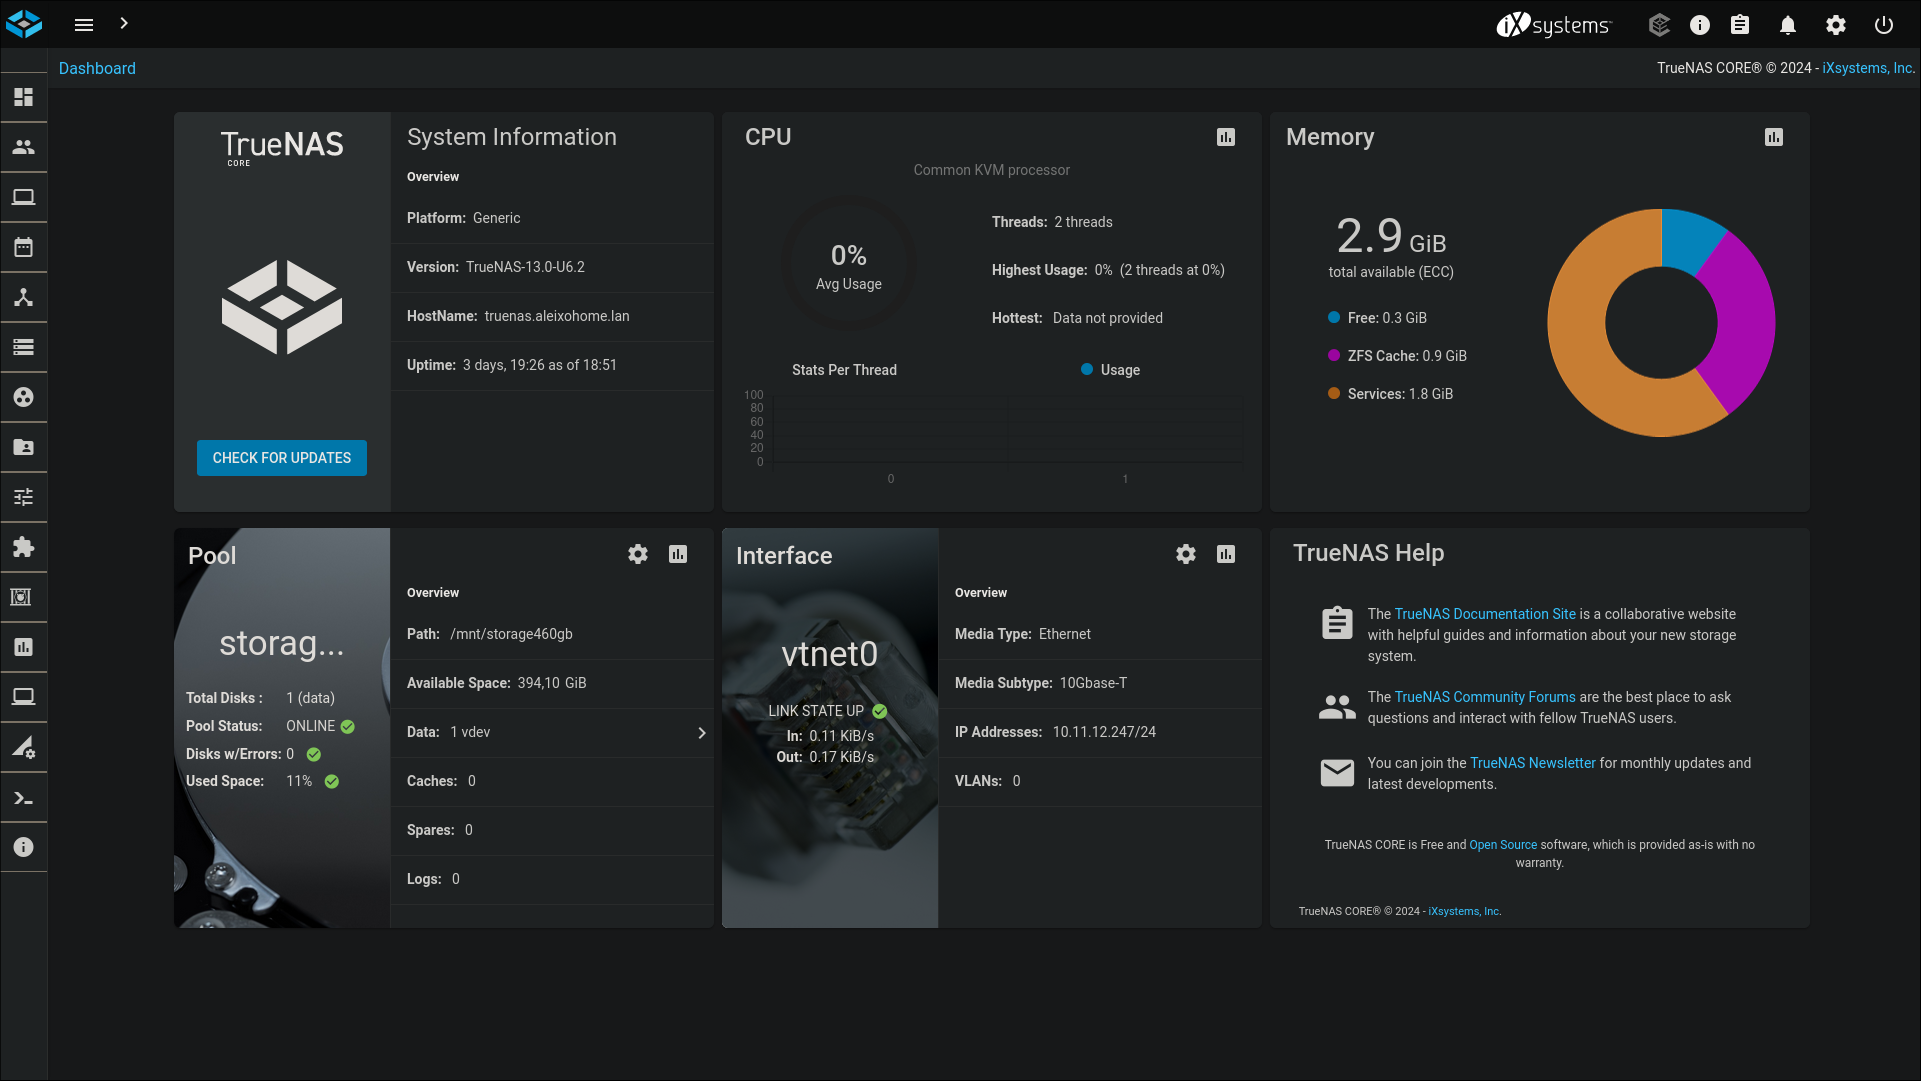 iXsystems
Dashboard
TrueNAS CORE® © 2024 - iXsystems, Inc.
TrueNAS
CORE
CHECK FOR UPDATES
System Information
Overview
Platform: Generic
Version: TrueNAS-13.0-U6.2
HostName: truenas.aleixohome.lan
Uptime: 3 days, 19:26 as of 18:51
CPU
Common KVM processor
0%
Avg Usage
Threads: 2 threads
Highest Usage: 0% (2 threads at 0%)
Hottest: Data not provided
Stats Per Thread
Usage
100
80
60
40
20
0
0 1
Memory
2.9 GiB
total available (ECC)
Free: 0.3 GiB
ZFS Cache: 0.9 GiB
Services: 1.8 GiB
Pool
storag...
Total Disks : 1 (data)
Pool Status: ONLINE
Disks w/Errors: 0
Used Space: 11%
Overview
Path: /mnt/storage460gb
Available Space: 394,10 GiB
Data: 1 vdev
Caches: 0
Spares: 0
Logs: 0
Interface
vtnet0
LINK STATE UP
In: 0.11 KiB/s
Out: 0.17 KiB/s
Overview
Media Type: Ethernet
Media Subtype: 10Gbase-T
IP Addresses: 10.11.12.247/24
VLANs: 0
TrueNAS Help
The TrueNAS Documentation Site is a collaborative website
with helpful guides and information about your new storage
system.
The TrueNAS Community Forums are the best place to ask
questions and interact with fellow TrueNAS users.
You can join the TrueNAS Newsletter for monthly updates and
latest developments.
TrueNAS CORE is Free and Open Source software, which is provided as-is with no
warranty.
TrueNAS CORE® © 2024 - iXsystems, Inc.